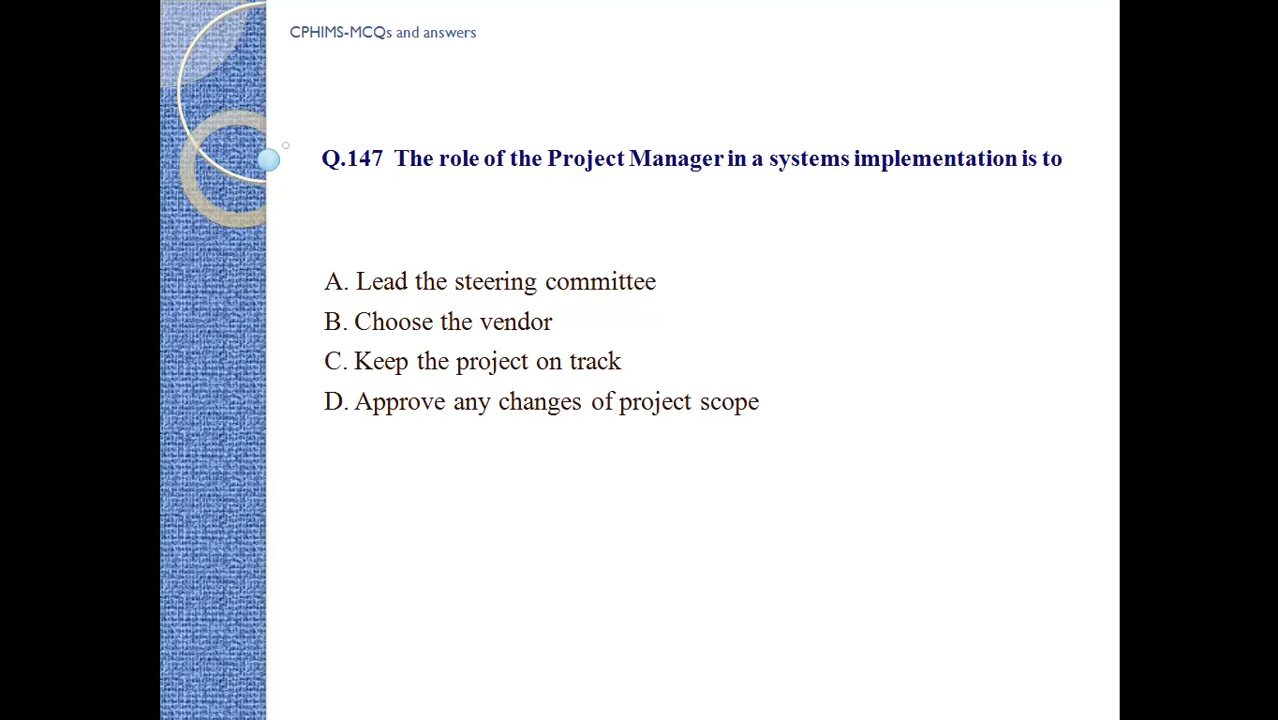 CPHIMS-MCQs and answers
Q.147 The role of the Project Manager in a systems implementation is to
A. Lead the steering committee
B. Choose the vendor
C. Keep the project on track
D. Approve any changes of project scope